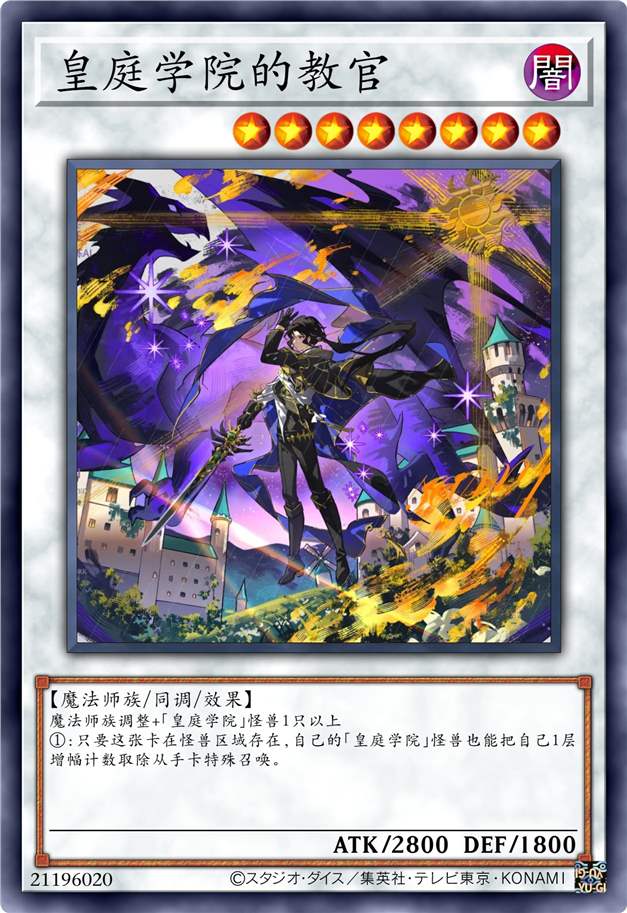 皇庭学院的教官
闇
【魔法师族/同调/效果】
魔法师族调整+「皇庭学院」怪兽1只以上
①:只要这张卡在怪兽区域存在,自己的「皇庭学院」怪兽也能把自己1层
增幅计数取除从手卡特殊召唤。
ATK/2800 DEF/1800
21196020
©スタジオ・ダイス/集英社・テレビ東京・KONAMI